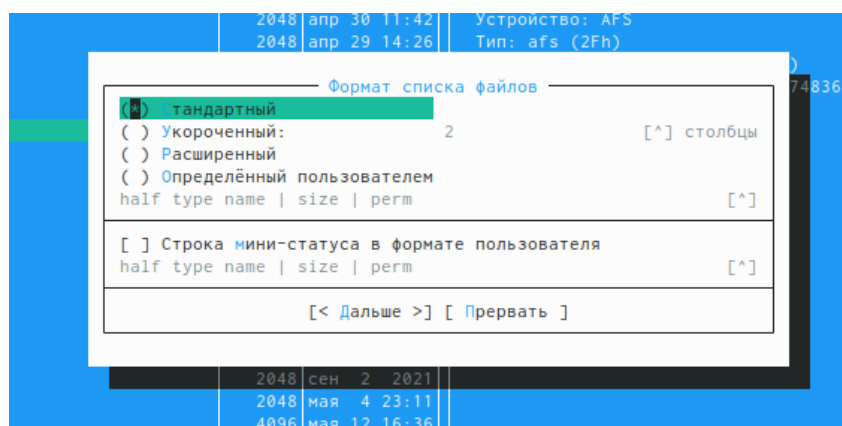 2048 апр 30 11:42 Устройство: AFS
2048 апр 29 14:26 Тип: afs (2Fh)
)
Формат списка файлов
74836
(*) Стандартный
( ) Укороченный: 2 [^] столбцы
( ) Расширенный
( ) Определённый пользователем
half type name | size | perm [^]
[ ] Строка мини-статуса в формате пользователя
half type name | size | perm [^]
[< Дальше >] [ Прервать ]
2048 сен 2 2021
2048 мая 4 23:11
4096 мая 12 16:36